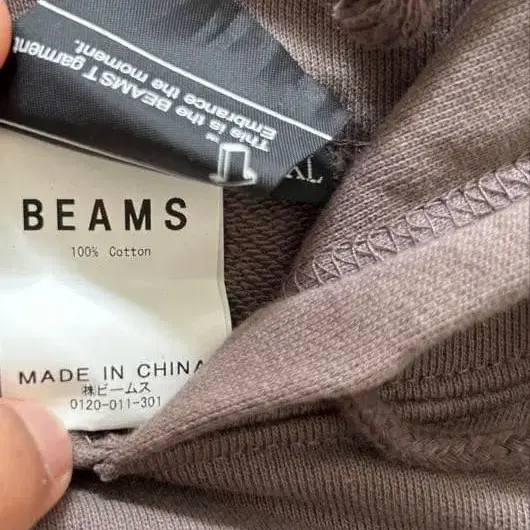 This is the BEAMS T garment
Embrance the moment.
XL
BEAMS
100% Cotton
MADE IN CHINA
㈱ビームス
0120-011-301